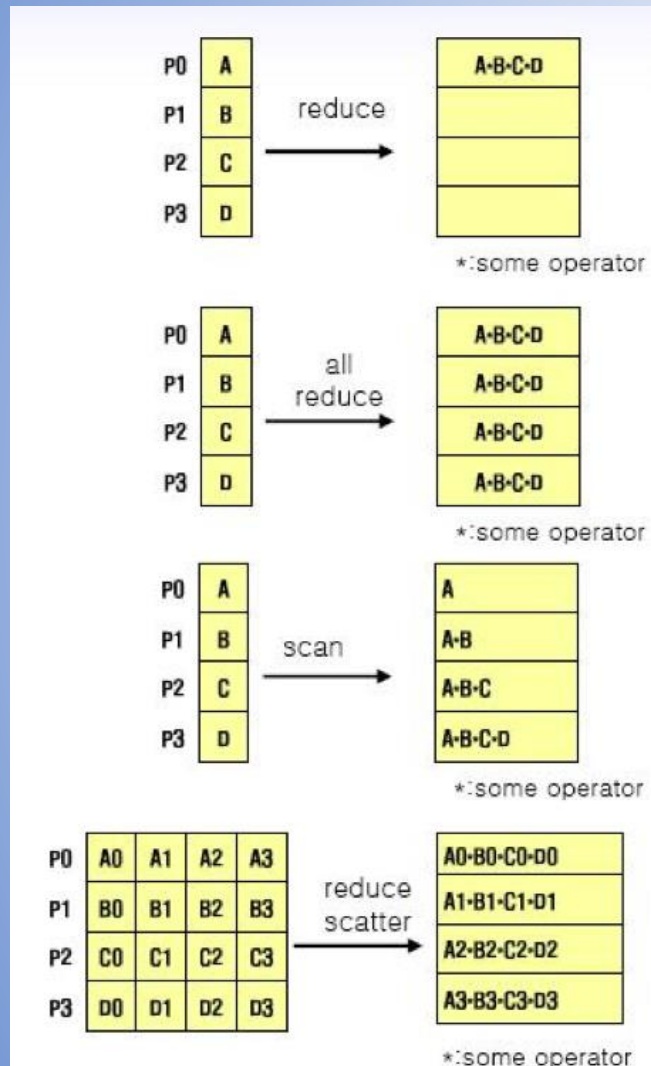 P0 A A*B*C*D
P1 B
reduce
P2 C
P3 D
*:some operator
P0 A A*B*C*D
P1 B all reduce A*B*C*D
P2 C A*B*C*D
P3 D A*B*C*D
*:some operator
P0 A A
P1 B A*B
scan
P2 C A*B*C
P3 D A*B*C*D
*:some operator
P0 A0 A1 A2 A3 A0*B0*C0*D0
P1 B0 B1 B2 B3 reduce scatter A1*B1*C1*D1
P2 C0 C1 C2 C3 A2*B2*C2*D2
P3 D0 D1 D2 D3 A3*B3*C3*D3
*:some operator